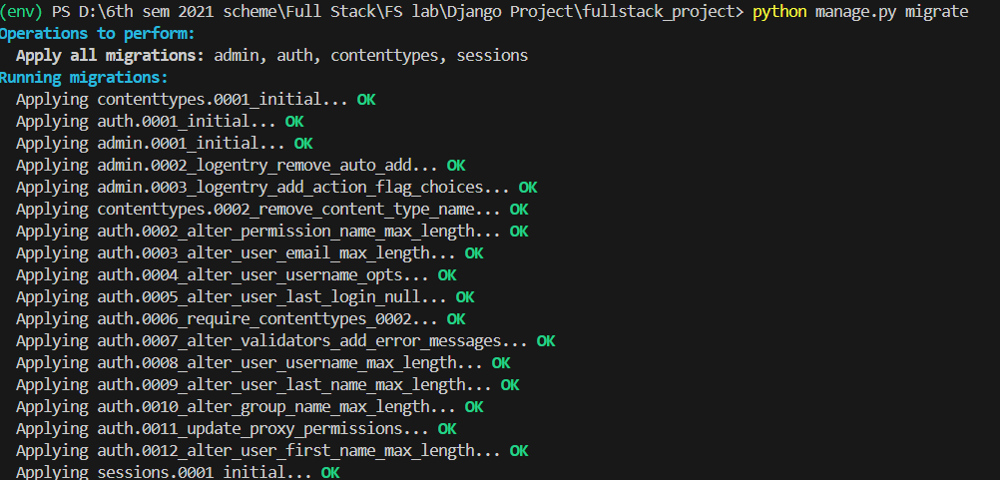 (env) PS D:\6th sem 2021 scheme\Full Stack\FS lab\Django Project\fullstack_project> python manage.py migrate
Operations to perform:
  Apply all migrations: admin, auth, contenttypes, sessions
Running migrations:
  Applying contenttypes.0001_initial... OK
  Applying auth.0001_initial... OK
  Applying admin.0001_initial... OK
  Applying admin.0002_logentry_remove_auto_add... OK
  Applying admin.0003_logentry_add_action_flag_choices... OK
  Applying contenttypes.0002_remove_content_type_name... OK
  Applying auth.0002_alter_permission_name_max_length... OK
  Applying auth.0003_alter_user_email_max_length... OK
  Applying auth.0004_alter_user_username_opts... OK
  Applying auth.0005_alter_user_last_login_null... OK
  Applying auth.0006_require_contenttypes_0002... OK
  Applying auth.0007_alter_validators_add_error_messages... OK
  Applying auth.0008_alter_user_username_max_length... OK
  Applying auth.0009_alter_user_last_name_max_length... OK
  Applying auth.0010_alter_group_name_max_length... OK
  Applying auth.0011_update_proxy_permissions... OK
  Applying auth.0012_alter_user_first_name_max_length... OK
  Applying sessions.0001_initial... OK